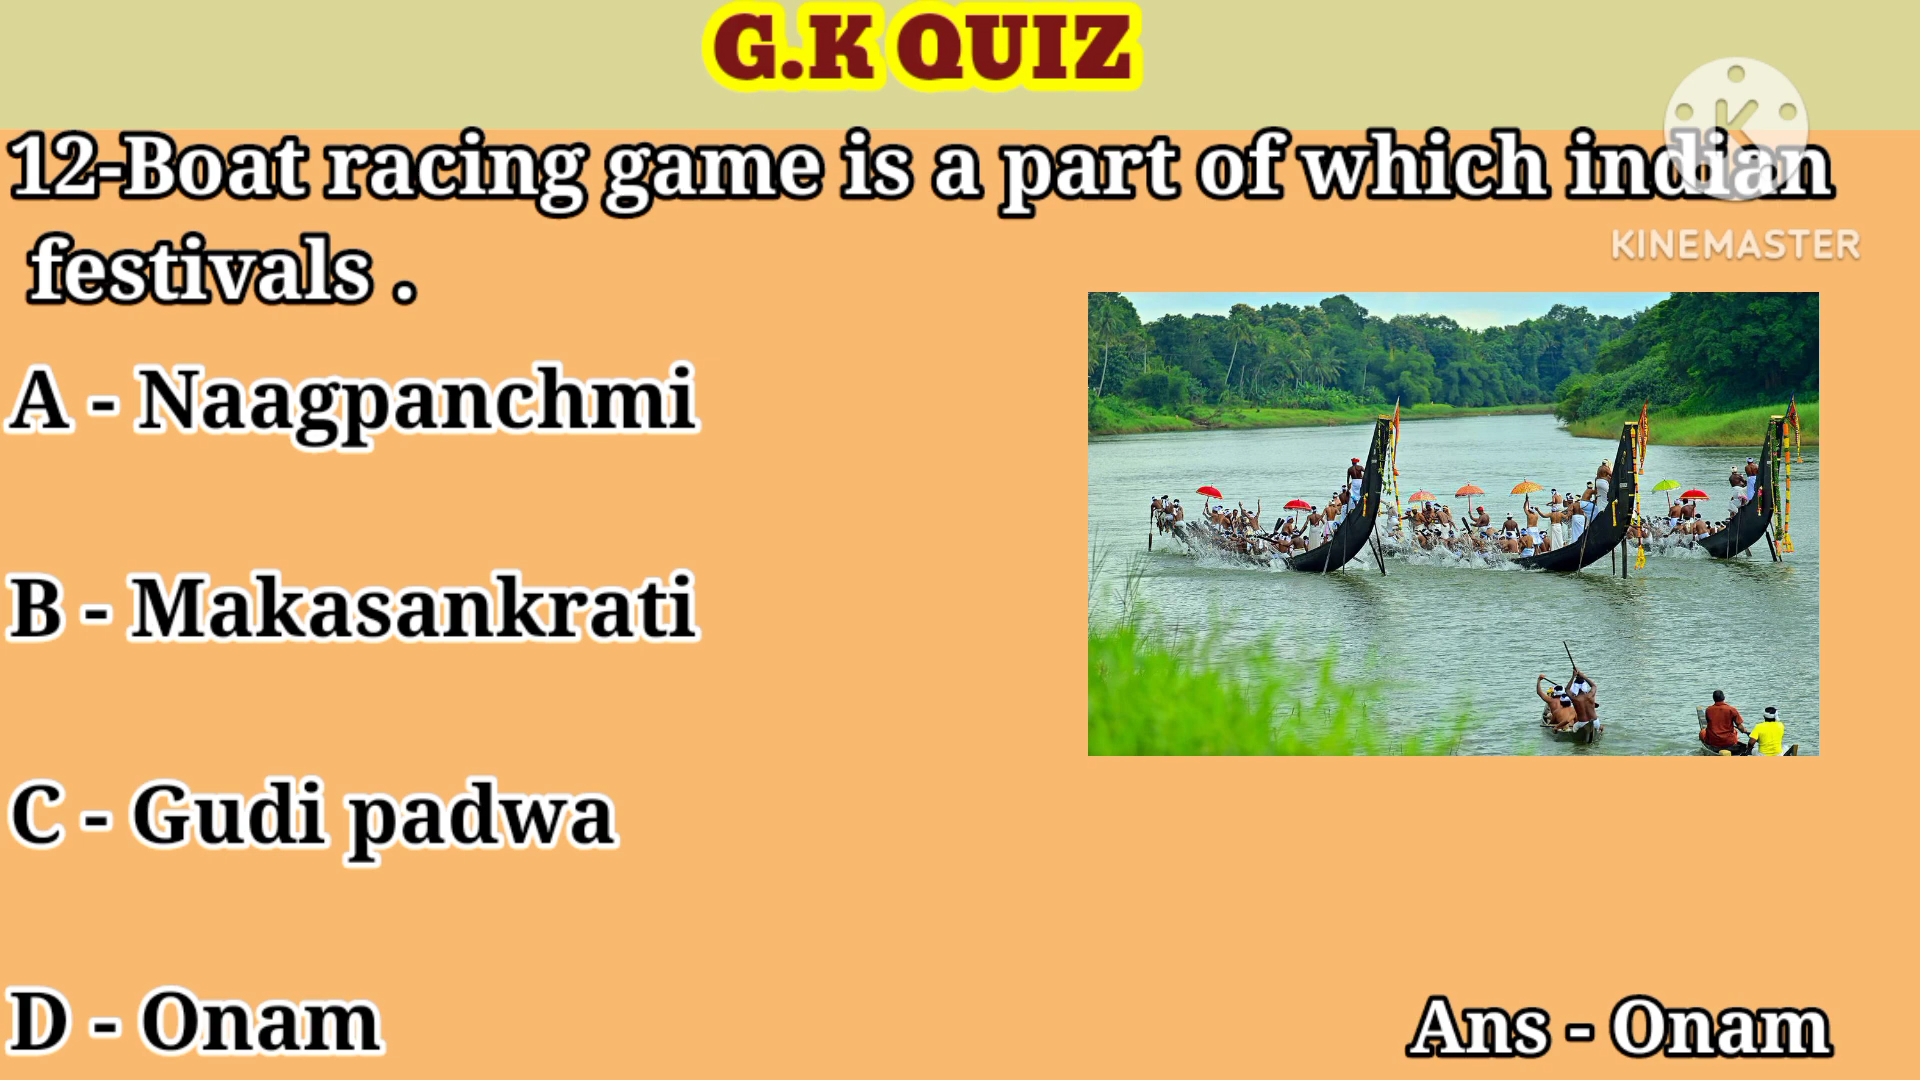 G.K QUIZ
12-Boat racing game is a part of which indian
festivals .
KINEMASTER
A - Naagpanchmi
B - Makasankrati
C - Gudi padwa
D - Onam
Ans - Onam